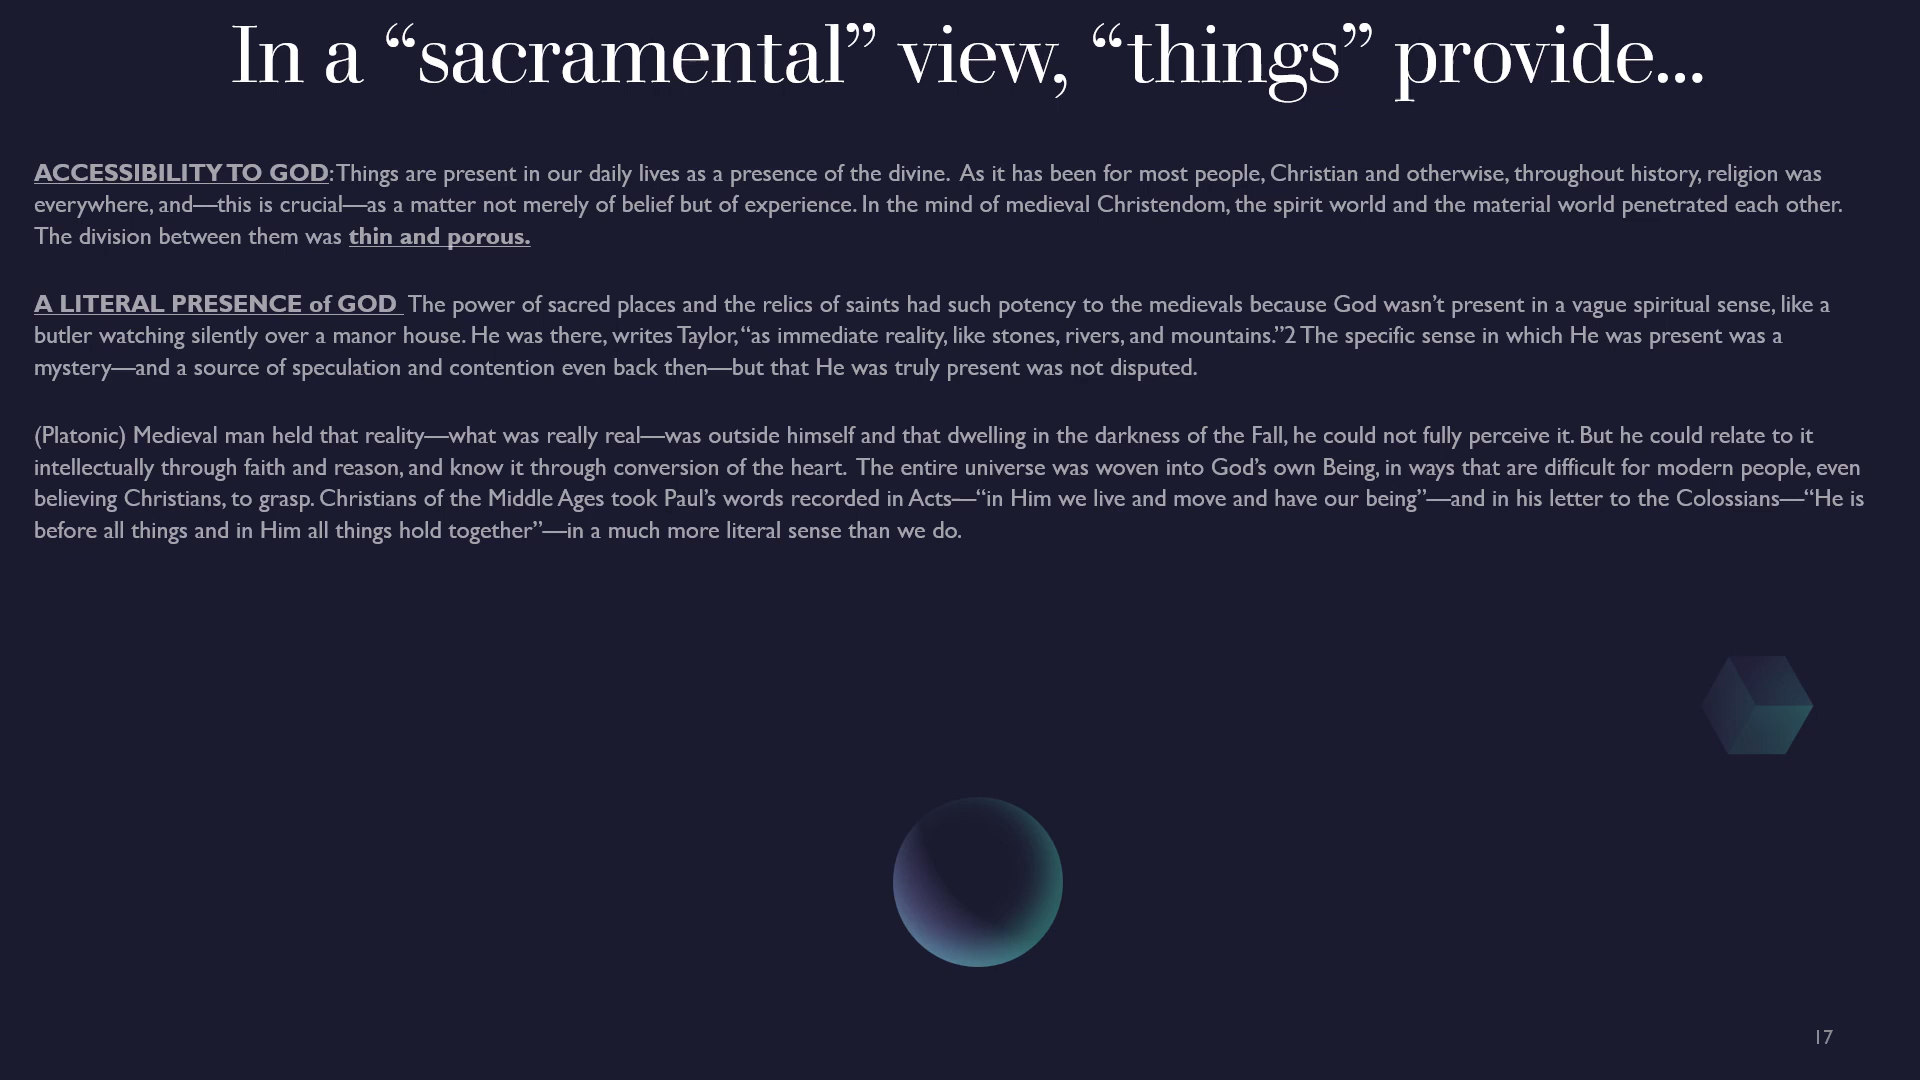 In a “sacramental” view, “things” provide...
ACCESSIBILITY TO GOD: Things are present in our daily lives as a presence of the divine.  As it has been for most people, Christian and otherwise, throughout history, religion was
everywhere, and—this is crucial—as a matter not merely of belief but of experience. In the mind of medieval Christendom, the spirit world and the material world penetrated each other.
The division between them was thin and porous.
A LITERAL PRESENCE of GOD  The power of sacred places and the relics of saints had such potency to the medievals because God wasn’t present in a vague spiritual sense, like a
butler watching silently over a manor house. He was there, writes Taylor, “as immediate reality, like stones, rivers, and mountains.”2 The specific sense in which He was present was a
mystery—and a source of speculation and contention even back then—but that He was truly present was not disputed.
(Platonic) Medieval man held that reality—what was really real—was outside himself and that dwelling in the darkness of the Fall, he could not fully perceive it. But he could relate to it
intellectually through faith and reason, and know it through conversion of the heart.  The entire universe was woven into God’s own Being, in ways that are difficult for modern people, even
believing Christians, to grasp. Christians of the Middle Ages took Paul’s words recorded in Acts—“in Him we live and move and have our being”—and in his letter to the Colossians—“He is
before all things and in Him all things hold together”—in a much more literal sense than we do.
17